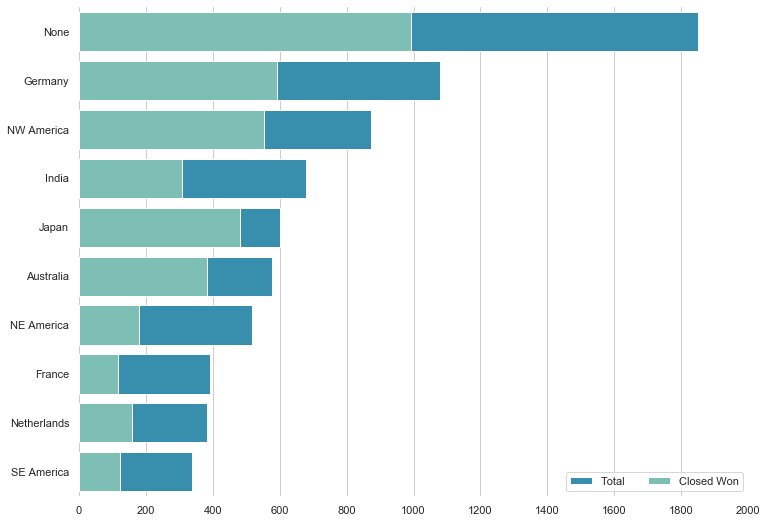 None
Germany
NW America
India
Japan
Australia
NE America
France
Netherlands
SE America
Total Closed Won
0 200 400 600 800 1000 1200 1400 1600 1800 2000